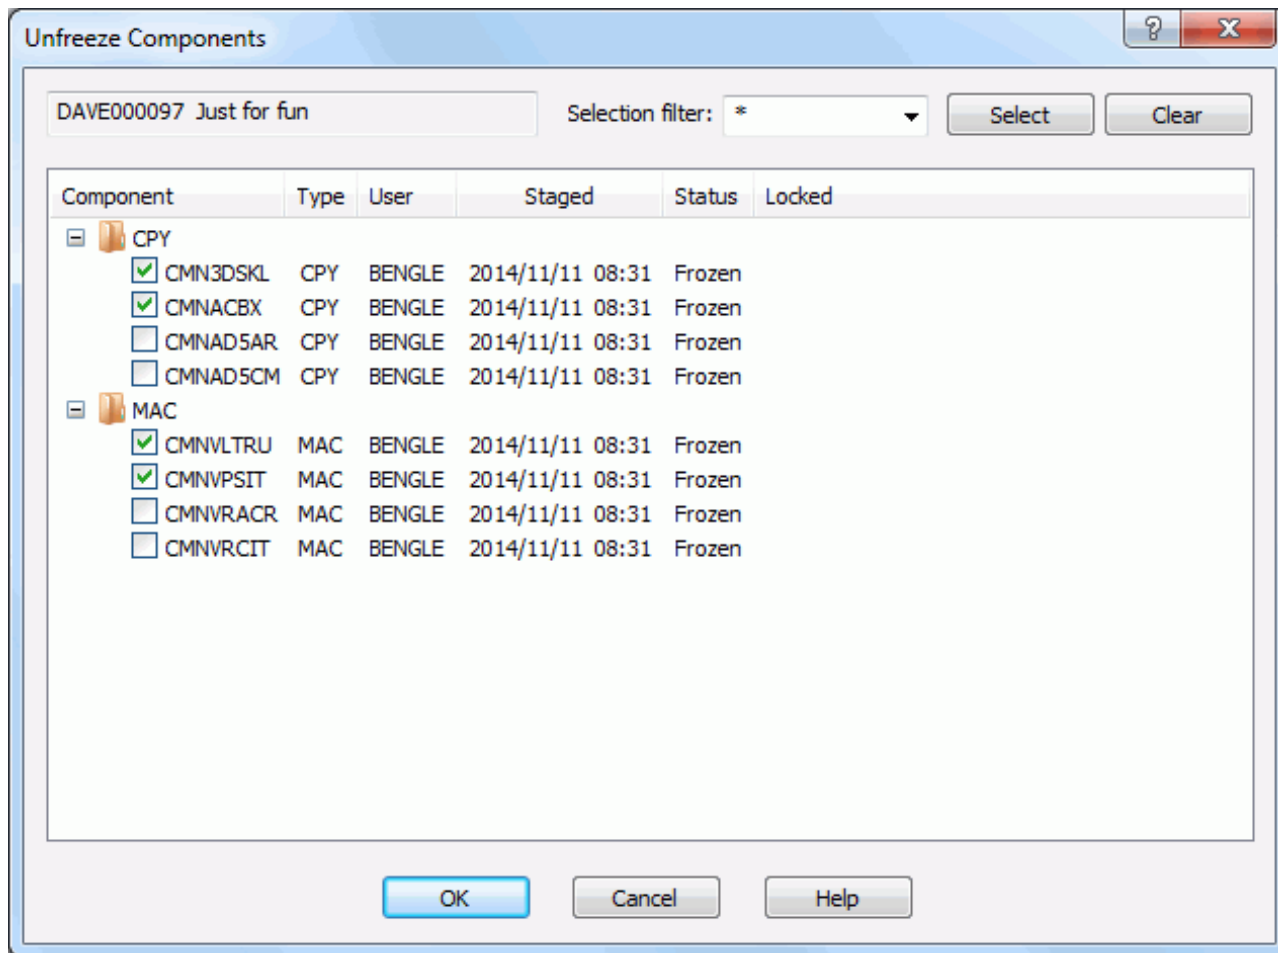 Unfreeze Components
DAVE000097 Just for fun Selection filter: * Select Clear
Component Type User Staged Status Locked
CPY
CMN3DSKL CPY BENGLE 2014/11/11 08:31 Frozen
CMNACBX CPY BENGLE 2014/11/11 08:31 Frozen
CMNAD5AR CPY BENGLE 2014/11/11 08:31 Frozen
CMNAD5CM CPY BENGLE 2014/11/11 08:31 Frozen
MAC
CMNVLTRU MAC BENGLE 2014/11/11 08:31 Frozen
CMNVPSIT MAC BENGLE 2014/11/11 08:31 Frozen
CMNVRACR MAC BENGLE 2014/11/11 08:31 Frozen
CMNVRCIT MAC BENGLE 2014/11/11 08:31 Frozen
OK Cancel Help